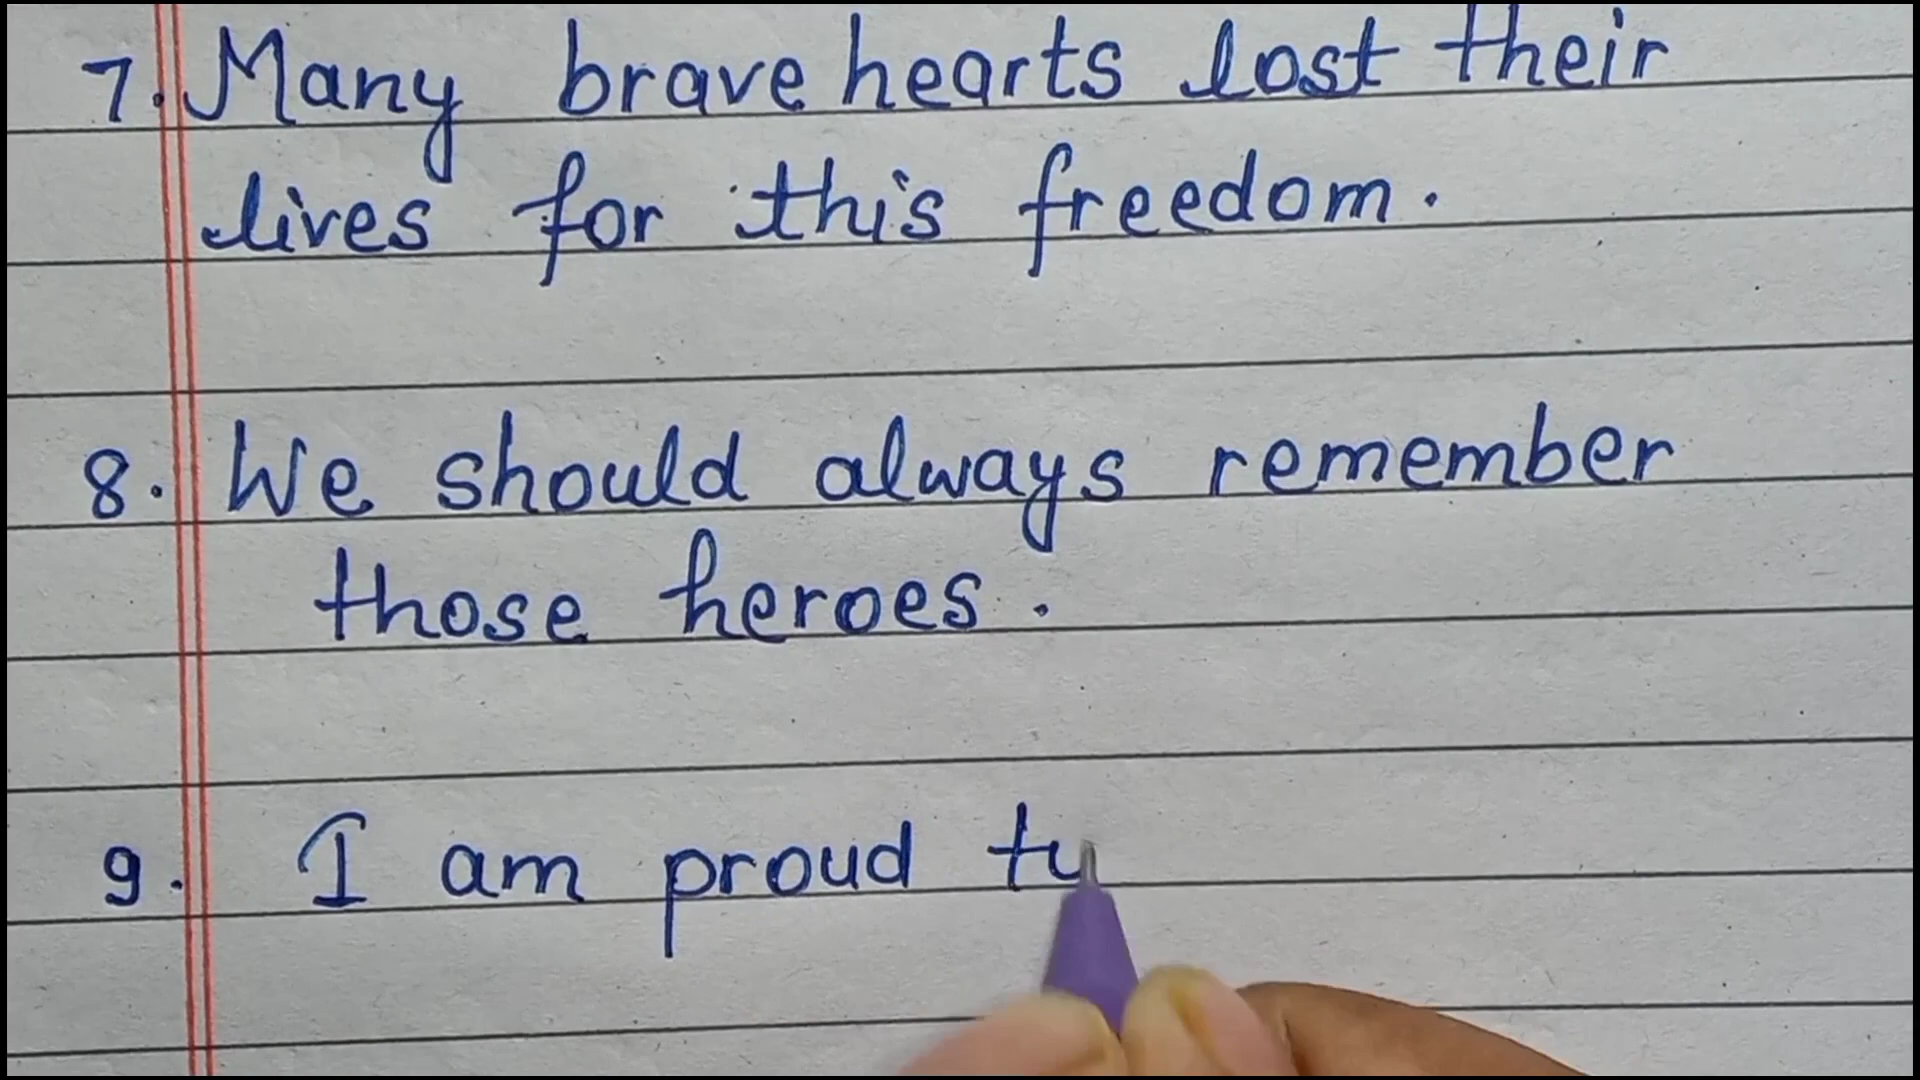 7. Many brave hearts lost their
lives for this freedom.
8. We should always remember
those heroes.
9. I am proud